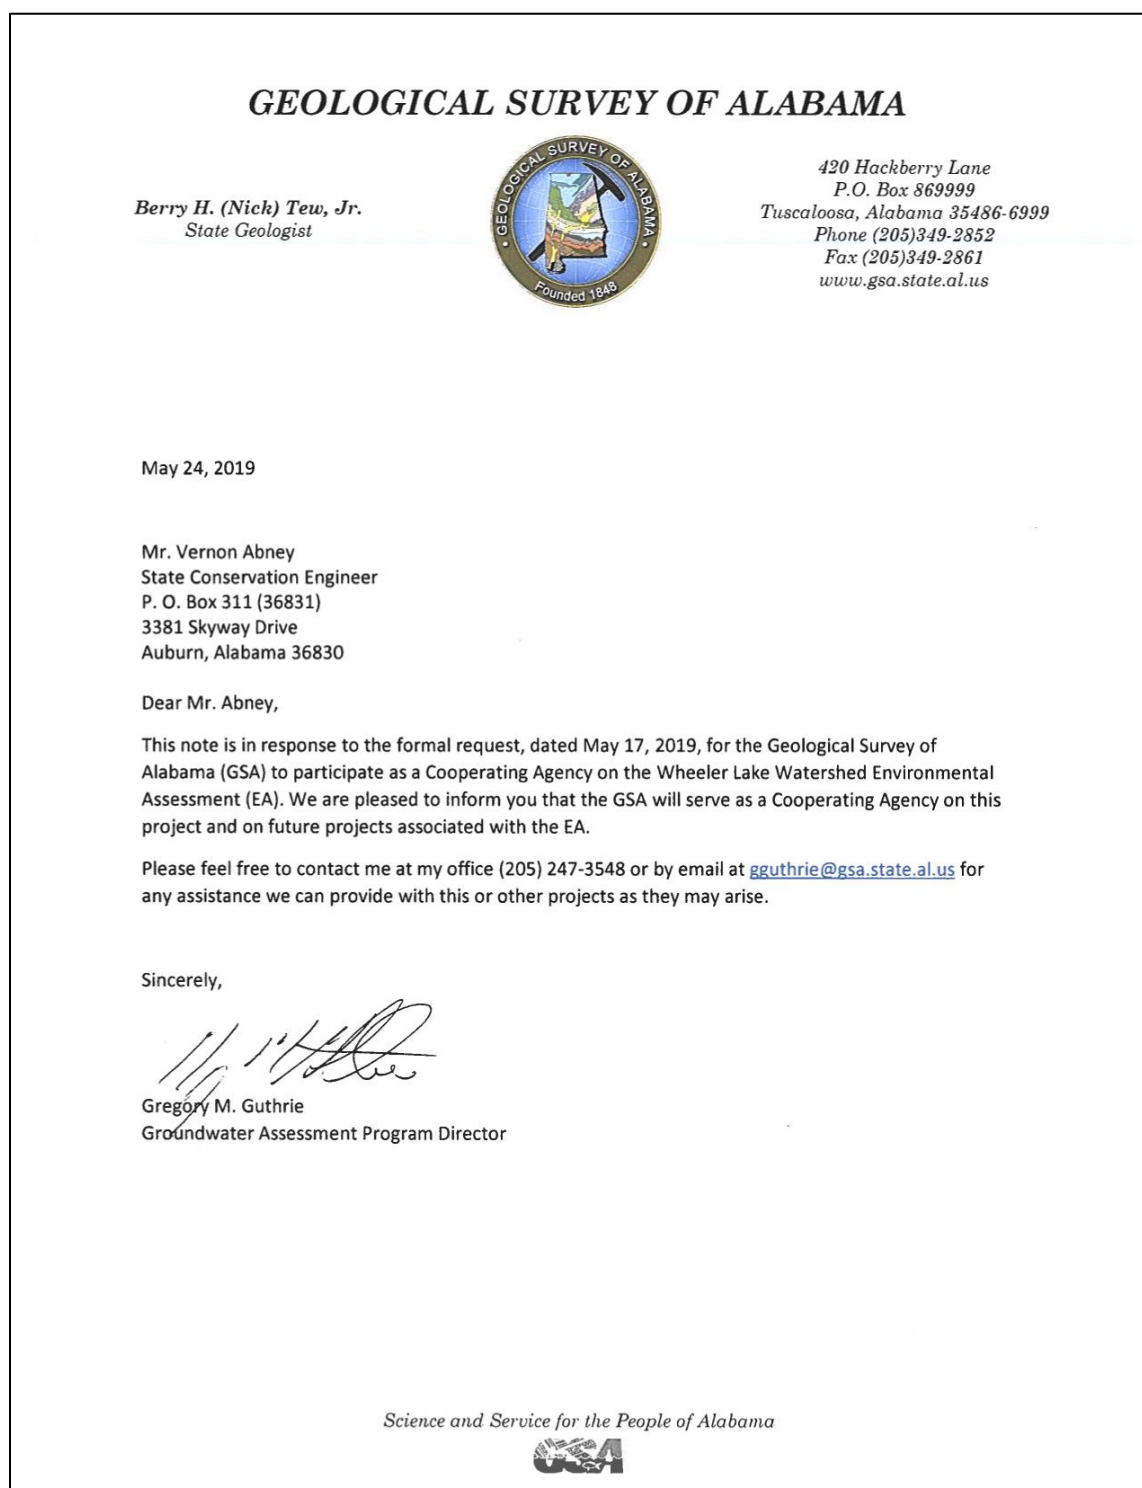 GEOLOGICAL SURVEY OF ALABAMA
Berry H. (Nick) Tew, Jr.
State Geologist
GEOLOGICAL SURVEY OF ALABAMA
Founded 1848
420 Hackberry Lane
P.O. Box 869999
Tuscaloosa, Alabama 35486-6999
Phone (205)349-2852
Fax (205)349-2861
www.gsa.state.al.us
May 24, 2019
Mr. Vernon Abney
State Conservation Engineer
P. O. Box 311 (36831)
3381 Skyway Drive
Auburn, Alabama 36830
Dear Mr. Abney,
This note is in response to the formal request, dated May 17, 2019, for the Geological Survey of
Alabama (GSA) to participate as a Cooperating Agency on the Wheeler Lake Watershed Environmental
Assessment (EA). We are pleased to inform you that the GSA will serve as a Cooperating Agency on this
project and on future projects associated with the EA.
Please feel free to contact me at my office (205) 247-3548 or by email at gguthrie@gsa.state.al.us for
any assistance we can provide with this or other projects as they may arise.
Sincerely,
Gregory M. Guthrie
Groundwater Assessment Program Director
Science and Service for the People of Alabama
GSA